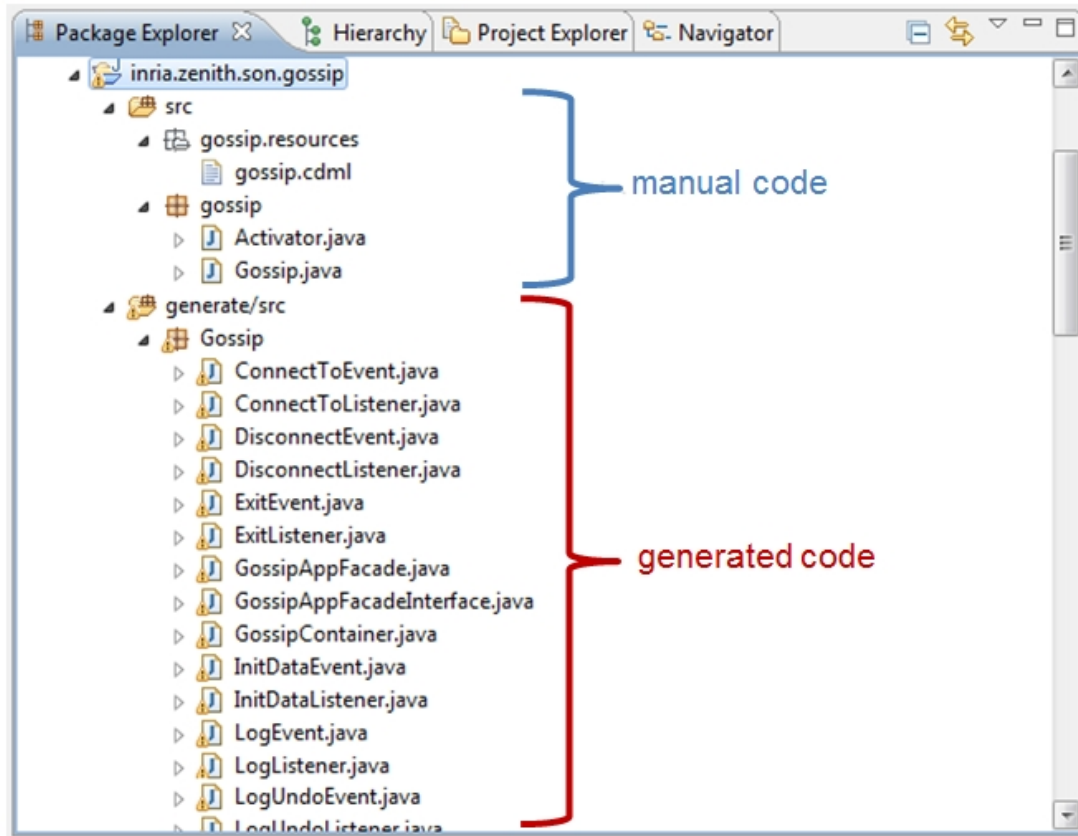 Package Explorer Hierarchy Project Explorer Navigator
inria.zenith.son.gossip
src
gossip.resources
gossip.cdml
manual code
gossip
Activator.java
Gossip.java
generate/src
Gossip
ConnectToEvent.java
ConnectToListener.java
DisconnectEvent.java
DisconnectListener.java
ExitEvent.java
ExitListener.java
generated code
GossipAppFacade.java
GossipAppFacadeInterface.java
GossipContainer.java
InitDataEvent.java
InitDataListener.java
LogEvent.java
LogListener.java
LogUndoEvent.java
LogUndoListener.java